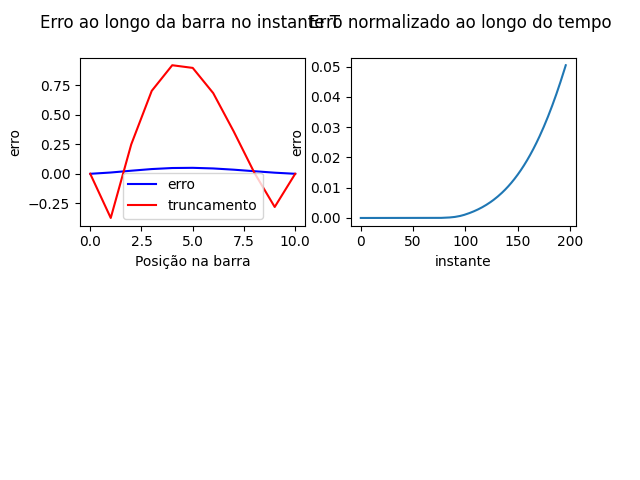 Erro ao longo da barra no instante T
Erro normalizado ao longo do tempo
erro
0.75
0.50
0.25
0.00
−0.25
erro
truncamento
0.0 2.5 5.0 7.5 10.0
Posição na barra
erro
0.05
0.04
0.03
0.02
0.01
0.00
0 50 100 150 200
instante